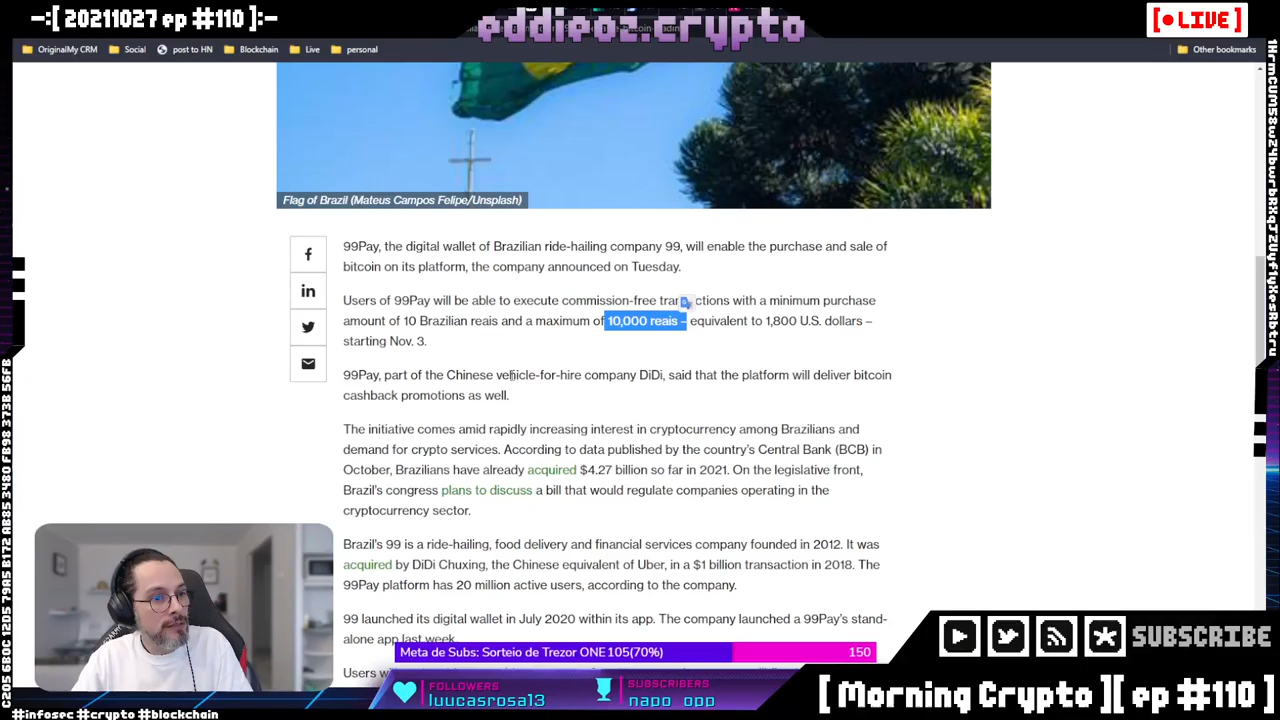 -:[ 20211027 ep #110 ]:-
eddieoz.crypto
[•LIVE]
OriginalMy CRM
Social
post to HN
Blockchain
Live
personal
Other bookmarks
Flag of Brazil (Mateus Campos Felipe/Unsplash)
99Pay, the digital wallet of Brazilian ride-hailing company 99, will enable the purchase and sale of
bitcoin on its platform, the company announced on Tuesday.
Users of 99Pay will be able to execute commission-free transactions with a minimum purchase
amount of 10 Brazilian reais and a maximum of 10,000 reais – equivalent to 1,800 U.S. dollars –
starting Nov. 3.
99Pay, part of the Chinese vehicle-for-hire company DiDi, said that the platform will deliver bitcoin
cashback promotions as well.
The initiative comes amid rapidly increasing interest in cryptocurrency among Brazilians and
demand for crypto services. According to data published by the country's Central Bank (BCB) in
October, Brazilians have already acquired $4.27 billion so far in 2021. On the legislative front,
Brazil's congress plans to discuss a bill that would regulate companies operating in the
cryptocurrency sector.
Brazil's 99 is a ride-hailing, food delivery and financial services company founded in 2012. It was
acquired by DiDi Chuxing, the Chinese equivalent of Uber, in a $1 billion transaction in 2018. The
99Pay platform has 20 million active users, according to the company.
99 launched its digital wallet in July 2020 within its app. The company launched a 99Pay's stand-
alone app last week.
Users
Meta de Subs: Sorteio de Trezor ONE 105(70%)
150
FOLLOWERS
luucasrosa13
SUBSCRIBERS
napo_opp
SUBSCRIBE
[ Morning Crypto ][ ep #110 ]
#infosec #crypto #blockchain